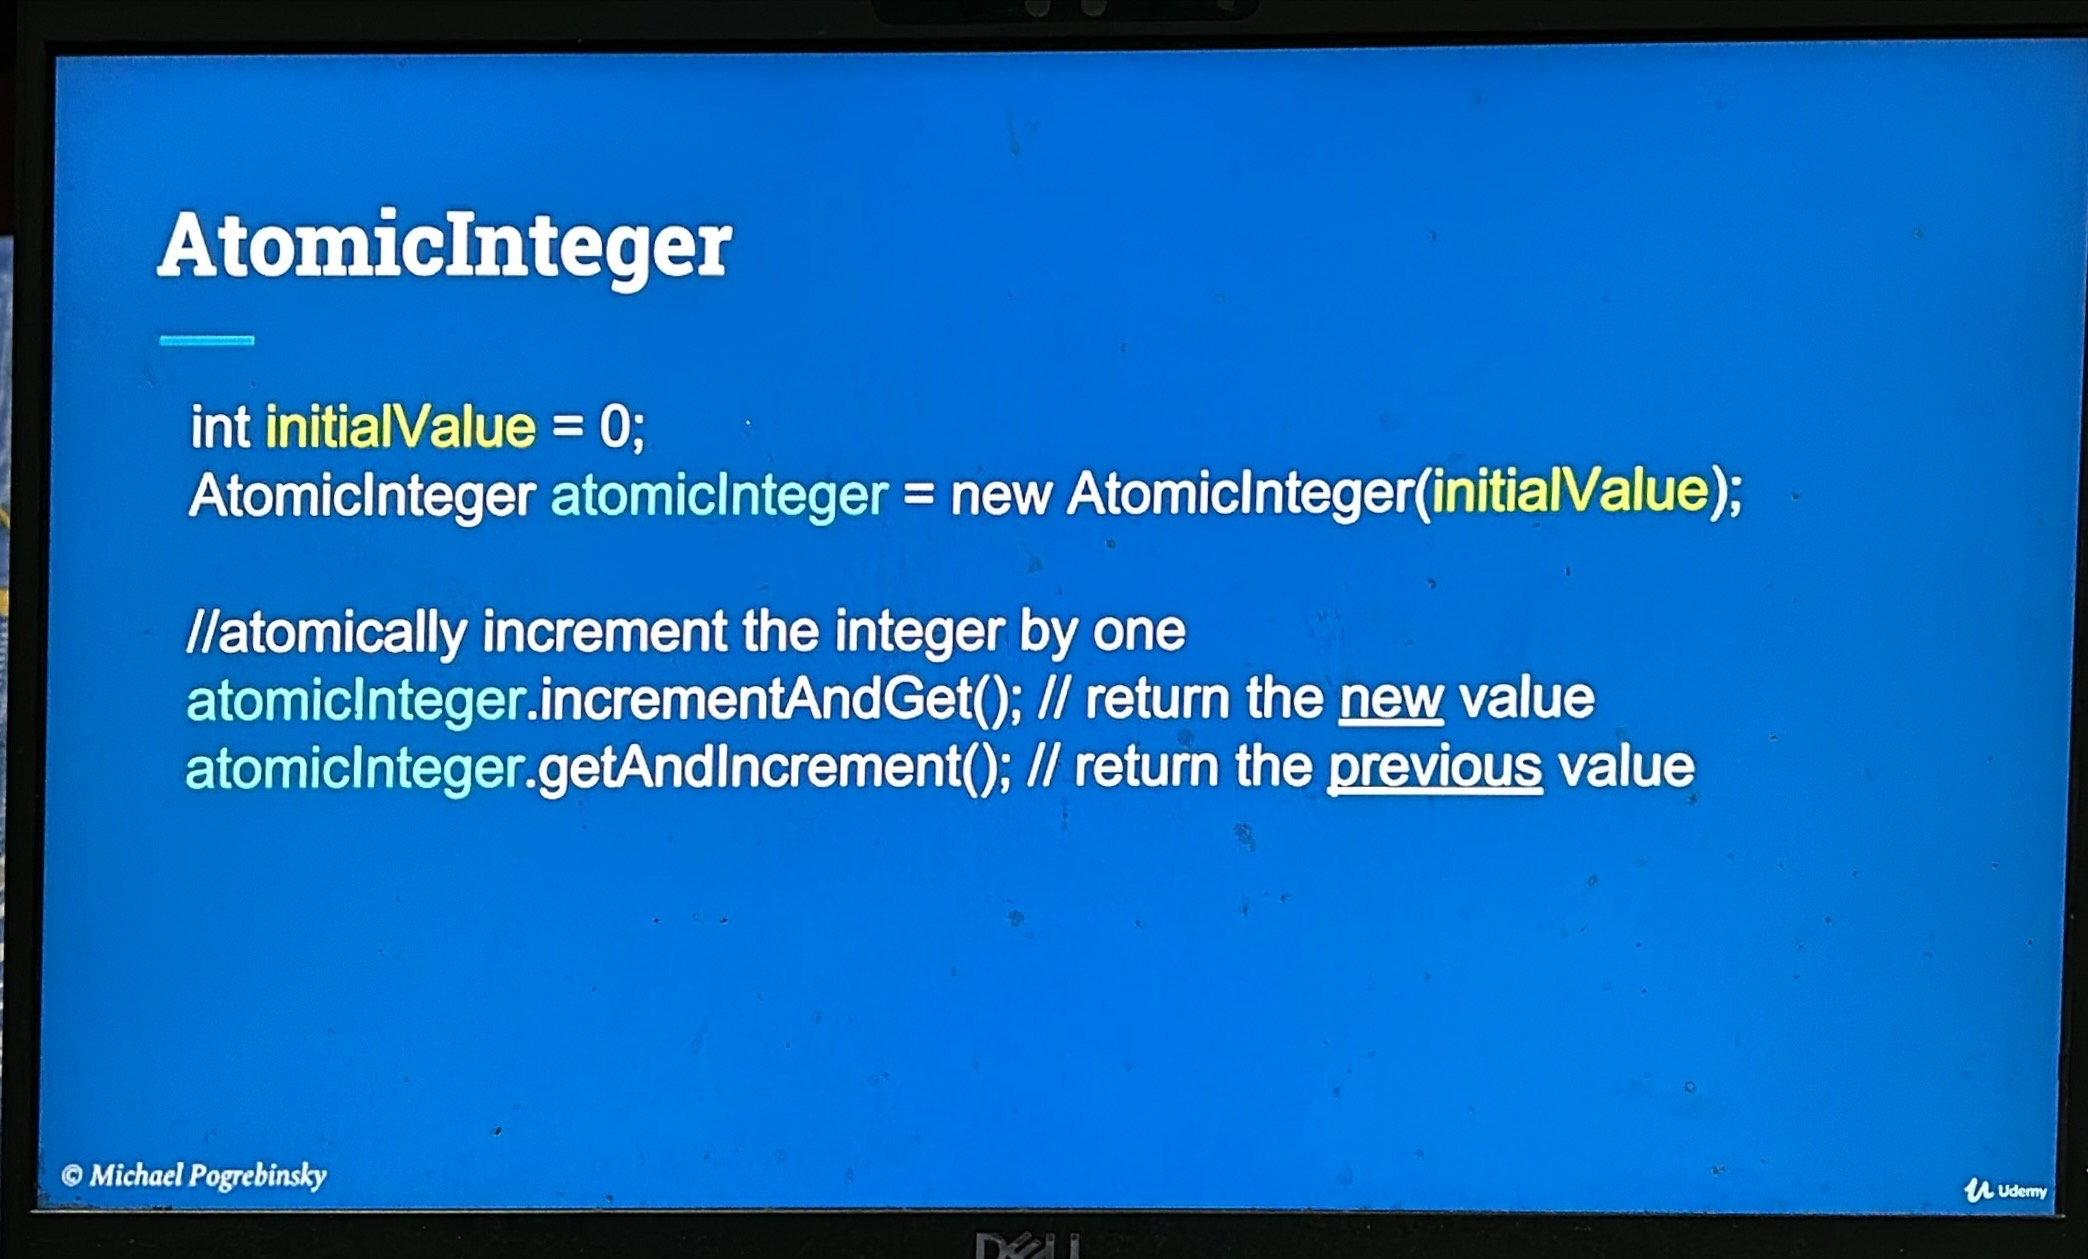 AtomicInteger
int initialValue = 0;
AtomicInteger atomicInteger = new AtomicInteger(initialValue);
//atomically increment the integer by one
atomicInteger.incrementAndGet(); // return the new value
atomicInteger.getAndIncrement(); // return the previous value
© Michael Pogrebinsky
Udemy
DELL